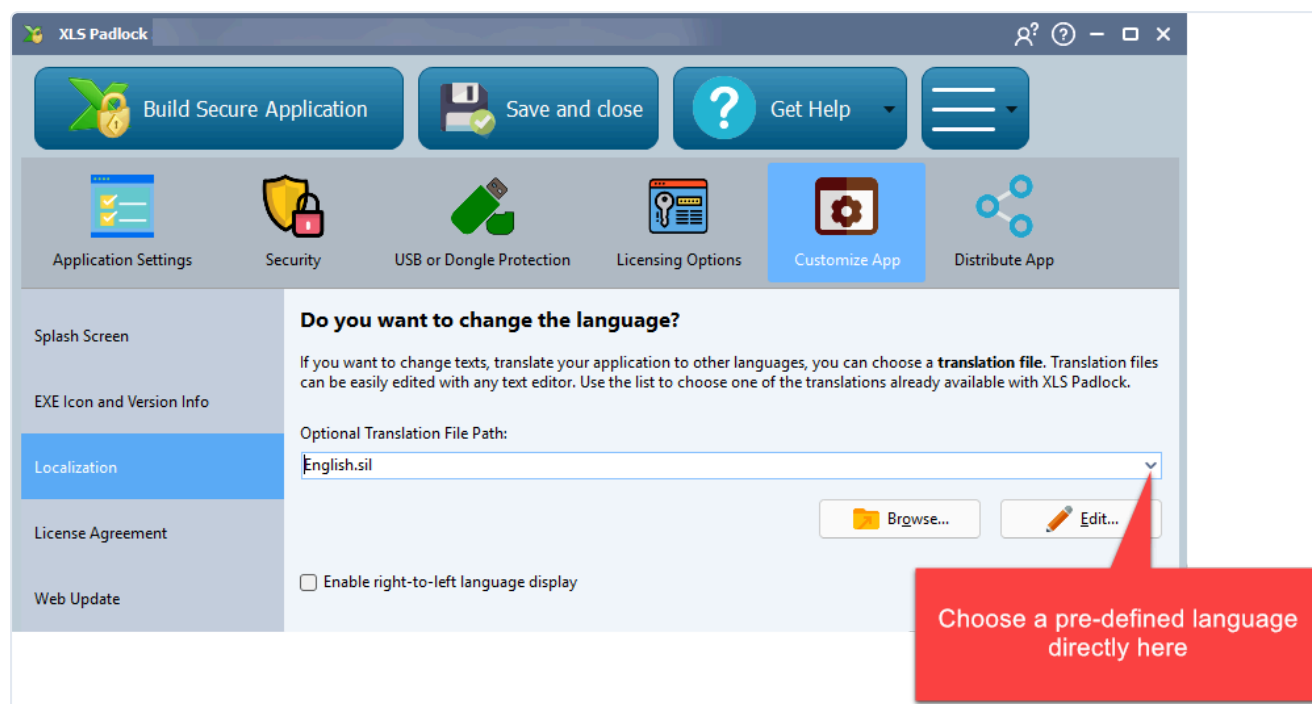 XLS Padlock
Build Secure Application
Save and close
Get Help
Application Settings
Security
USB or Dongle Protection
Licensing Options
Customize App
Distribute App
Splash Screen
EXE Icon and Version Info
Localization
License Agreement
Web Update
Do you want to change the language?
If you want to change texts, translate your application to other languages, you can choose a translation file. Translation files
can be easily edited with any text editor. Use the list to choose one of the translations already available with XLS Padlock.
Optional Translation File Path:
English.sil
Browse...
Edit...
Enable right-to-left language display
Choose a pre-defined language
directly here